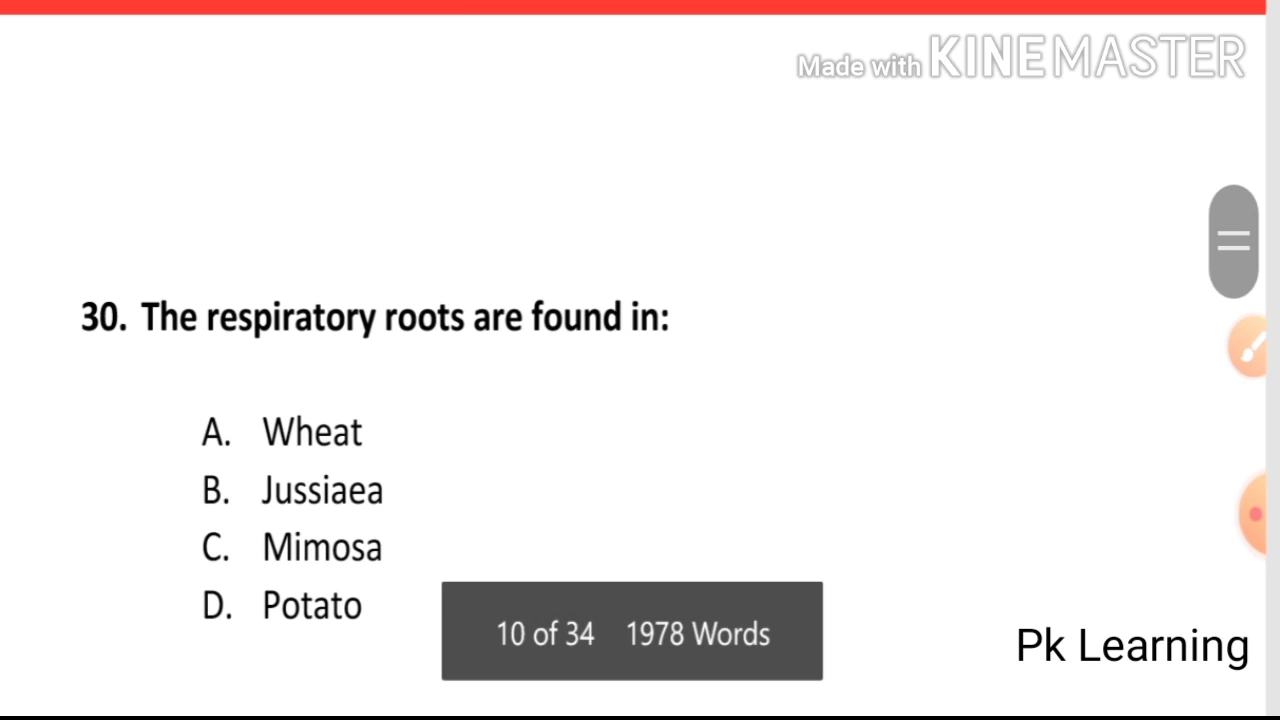 Made with KINEMASTER
30. The respiratory roots are found in:
A. Wheat
B. Jussiaea
C. Mimosa
D. Potato
10 of 34 1978 Words
Pk Learning